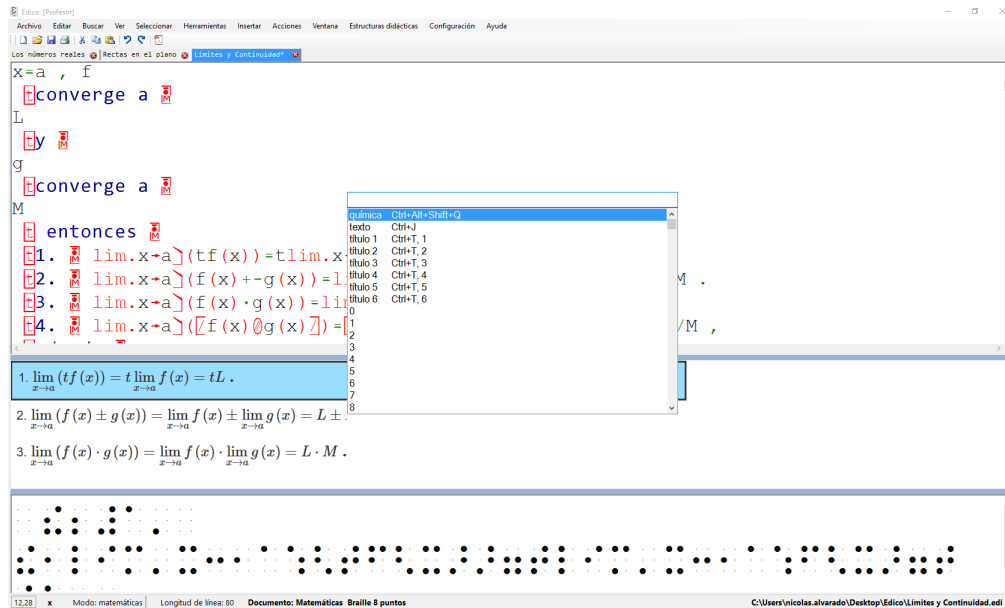 Edico [Profesor]
Archivo Editar Buscar Ver Seleccionar Herramientas Insertar Acciones Ventana Estructuras didácticas Configuración Ayuda
Los números reales Rectas en el plano Límites y Continuidad*
x=a , f
t converge a M
L
t y M
g
t converge a M
M
t entonces M
t 1. M lim.x→a)(tf(x))=tlim.x
t 2. M lim.x→a)(f(x)+-g(x))=li M .
t 3. M lim.x→a)(f(x)·g(x))=lim
t 4. M lim.x→a)(/f(x)@g(x)/)= /M ,
química Ctrl+Alt+Shift+Q
texto Ctrl+J
título 1 Ctrl+T, 1
título 2 Ctrl+T, 2
título 3 Ctrl+T, 3
título 4 Ctrl+T, 4
título 5 Ctrl+T, 5
título 6 Ctrl+T, 6
0
1
2
3
4
5
6
7
8
1. lim x→a (tf (x)) = t lim x→a f (x) = tL .
2. lim x→a (f (x) ± g (x)) = lim x→a f (x) ± lim x→a g (x) = L ±
3. lim x→a (f (x) · g (x)) = lim x→a f (x) · lim x→a g (x) = L · M .
12,28 x Modo: matemáticas Longitud de línea: 80 Documento: Matemáticas Braille 8 puntos C:\Users\nicolas.alvarado\Desktop\Edico\Límites y Continuidad.edi